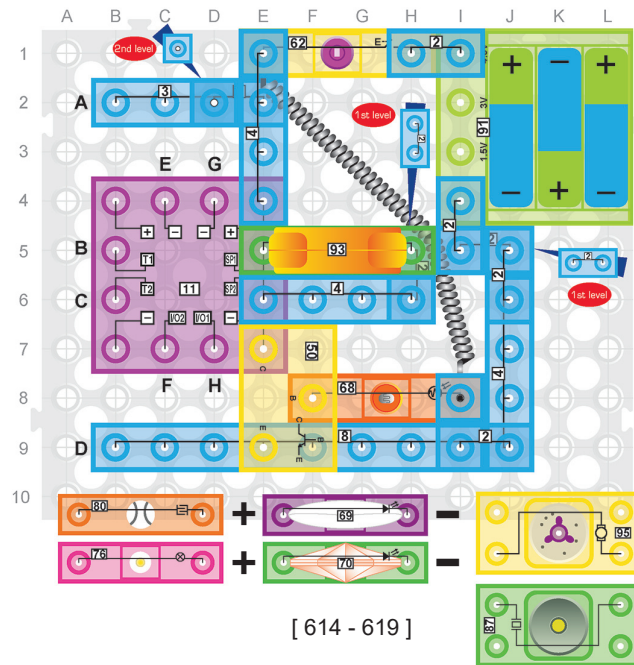 A B C D E F G H I J K L
1
2nd level
62
2
2
A
3
3V
1st level
2
91
3
4
1.5V
E G
4
+ - - +
2
B
5
T1
SP1
93
2
2
2
C
6
T2
11
SP2
4
1st level
- I/O2 I/O1 -
7
50
C
F H
8
B
68
4
D
9
E
C
B
E
8
2
10
80
+
69
-
95
76
+
70
-
87
[ 614 - 619 ]